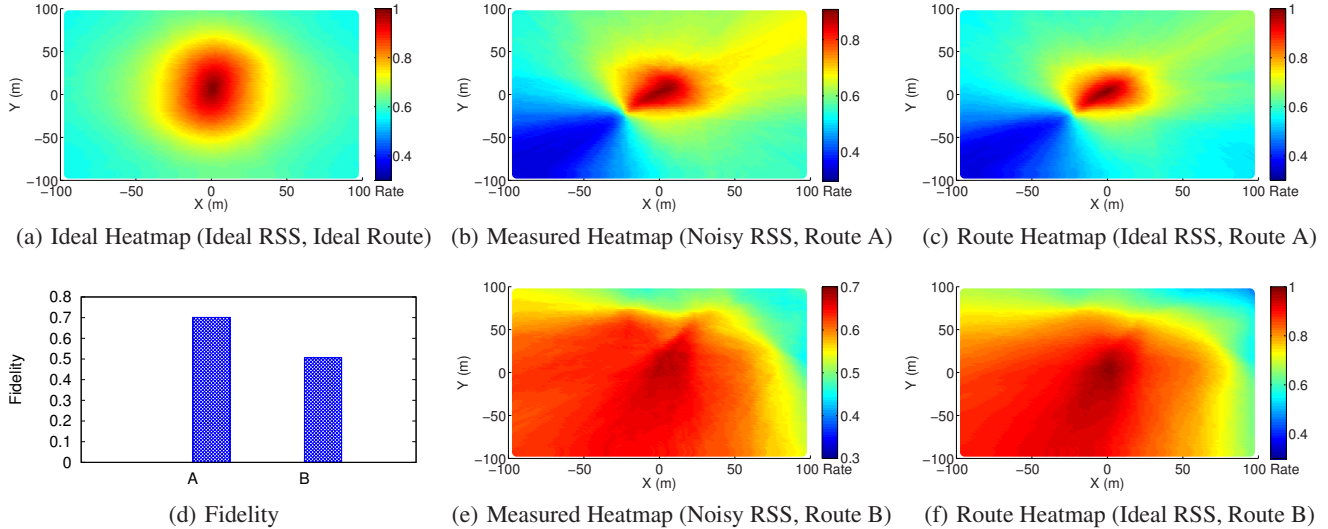 100
50
0
−50
−100
Y (m)
−100 −50 0 50 100
X (m)
1
0.8
0.6
0.4
Rate
(a) Ideal Heatmap (Ideal RSS, Ideal Route)
100
50
0
−50
−100
Y (m)
−100 −50 0 50 100
X (m)
0.8
0.6
0.4
Rate
(b) Measured Heatmap (Noisy RSS, Route A)
100
50
0
−50
−100
Y (m)
−100 −50 0 50 100
X (m)
1
0.8
0.6
0.4
Rate
(c) Route Heatmap (Ideal RSS, Route A)
0.8
0.7
0.6
0.5
0.4
0.3
0.2
0.1
0
Fidelity
A B
(d) Fidelity
100
50
0
−50
−100
Y (m)
−100 −50 0 50 100
X (m)
0.7
0.6
0.5
0.4
0.3
Rate
(e) Measured Heatmap (Noisy RSS, Route B)
100
50
0
−50
−100
Y (m)
−100 −50 0 50 100
X (m)
1
0.8
0.6
0.4
Rate
(f) Route Heatmap (Ideal RSS, Route B)